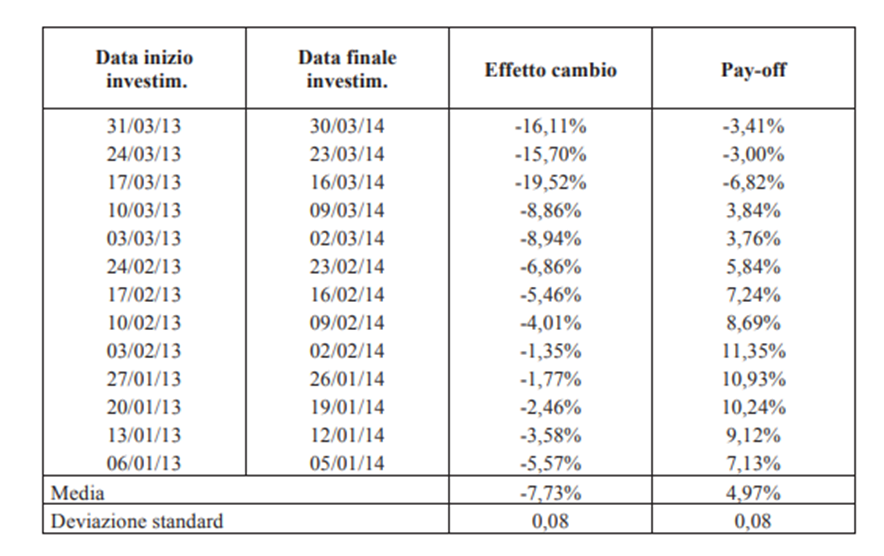 Data inizio investim. Data finale investim. Effetto cambio Pay-off
31/03/13 30/03/14 -16,11% -3,41%
24/03/13 23/03/14 -15,70% -3,00%
17/03/13 16/03/14 -19,52% -6,82%
10/03/13 09/03/14 -8,86% 3,84%
03/03/13 02/03/14 -8,94% 3,76%
24/02/13 23/02/14 -6,86% 5,84%
17/02/13 16/02/14 -5,46% 7,24%
10/02/13 09/02/14 -4,01% 8,69%
03/02/13 02/02/14 -1,35% 11,35%
27/01/13 26/01/14 -1,77% 10,93%
20/01/13 19/01/14 -2,46% 10,24%
13/01/13 12/01/14 -3,58% 9,12%
06/01/13 05/01/14 -5,57% 7,13%
Media -7,73% 4,97%
Deviazione standard 0,08 0,08